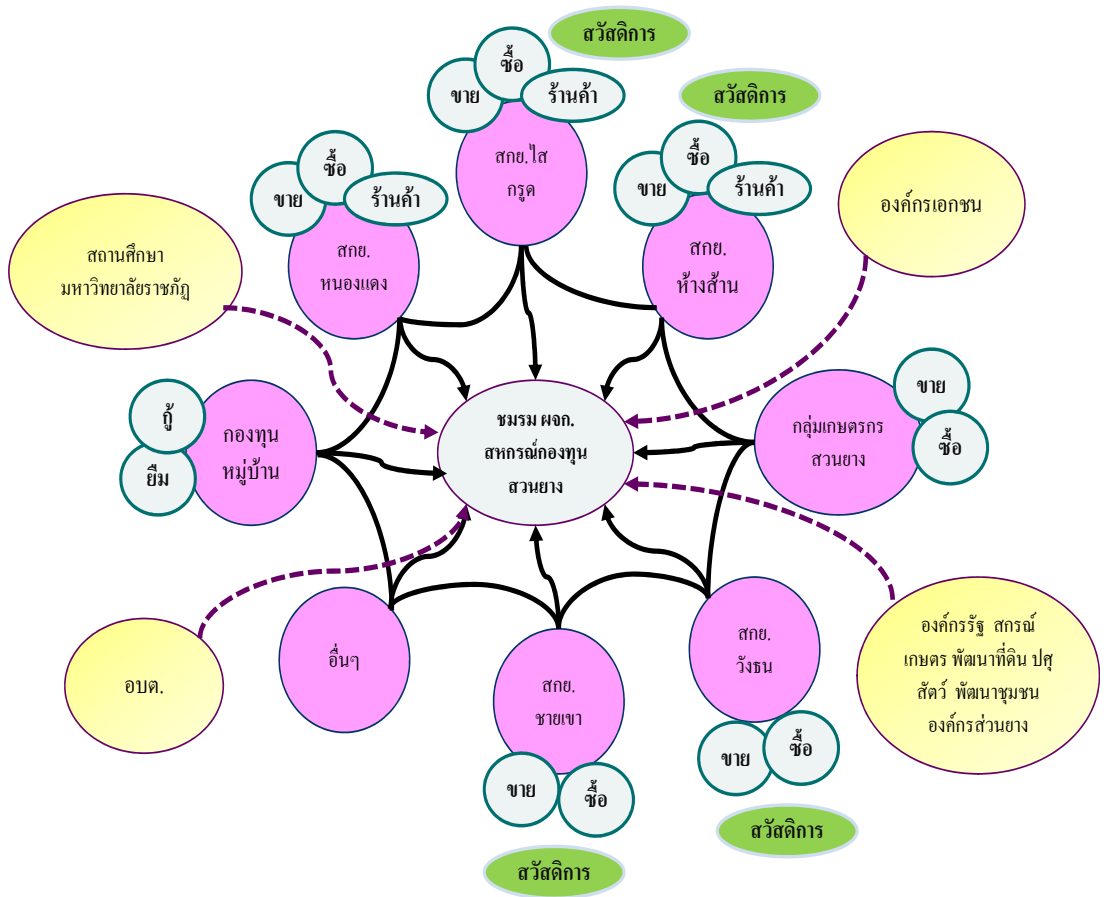 สวัสดิการ
ซื้อ
ขาย
ร้านค้า
สกย.ไส
กรูด
สวัสดิการ
ซื้อ
ขาย
ร้านค้า
สกย.
ห้างส้าน
ซื้อ
ขาย
ร้านค้า
สกย.
หนองแดง
องค์กรเอกชน
สถานศึกษา
มหาวิทยาลัยราชภัฏ
กู้
ยืม
กองทุน
หมู่บ้าน
ชมรม ผจก.
สหกรณ์กองทุน
สวนยาง
กลุ่มเกษตรกร
สวนยาง
ขาย
ซื้อ
อบต.
อื่นๆ
สกย.
ชายเขา
ขาย
ซื้อ
สวัสดิการ
สกย.
วังธน
ขาย
ซื้อ
สวัสดิการ
องค์กรรัฐ สกรณ์
เกษตร พัฒนาที่ดิน ปศุ
สัตว์ พัฒนาชุมชน
องค์กรส่วนยาง